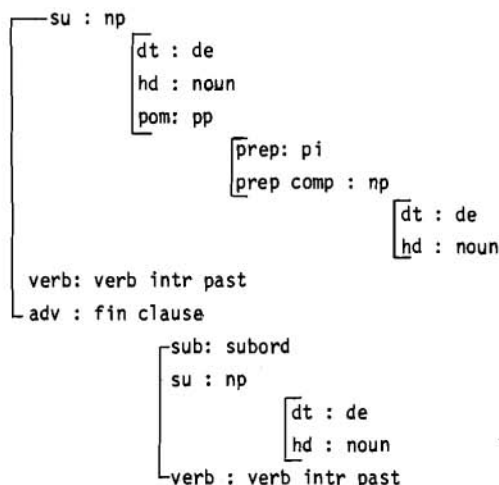 su : np
dt : de
hd : noun
pom: pp
prep: pi
prep comp : np
dt : de
hd : noun
verb: verb intr past
adv : fin clause
sub: subord
su : np
dt : de
hd : noun
verb : verb intr past